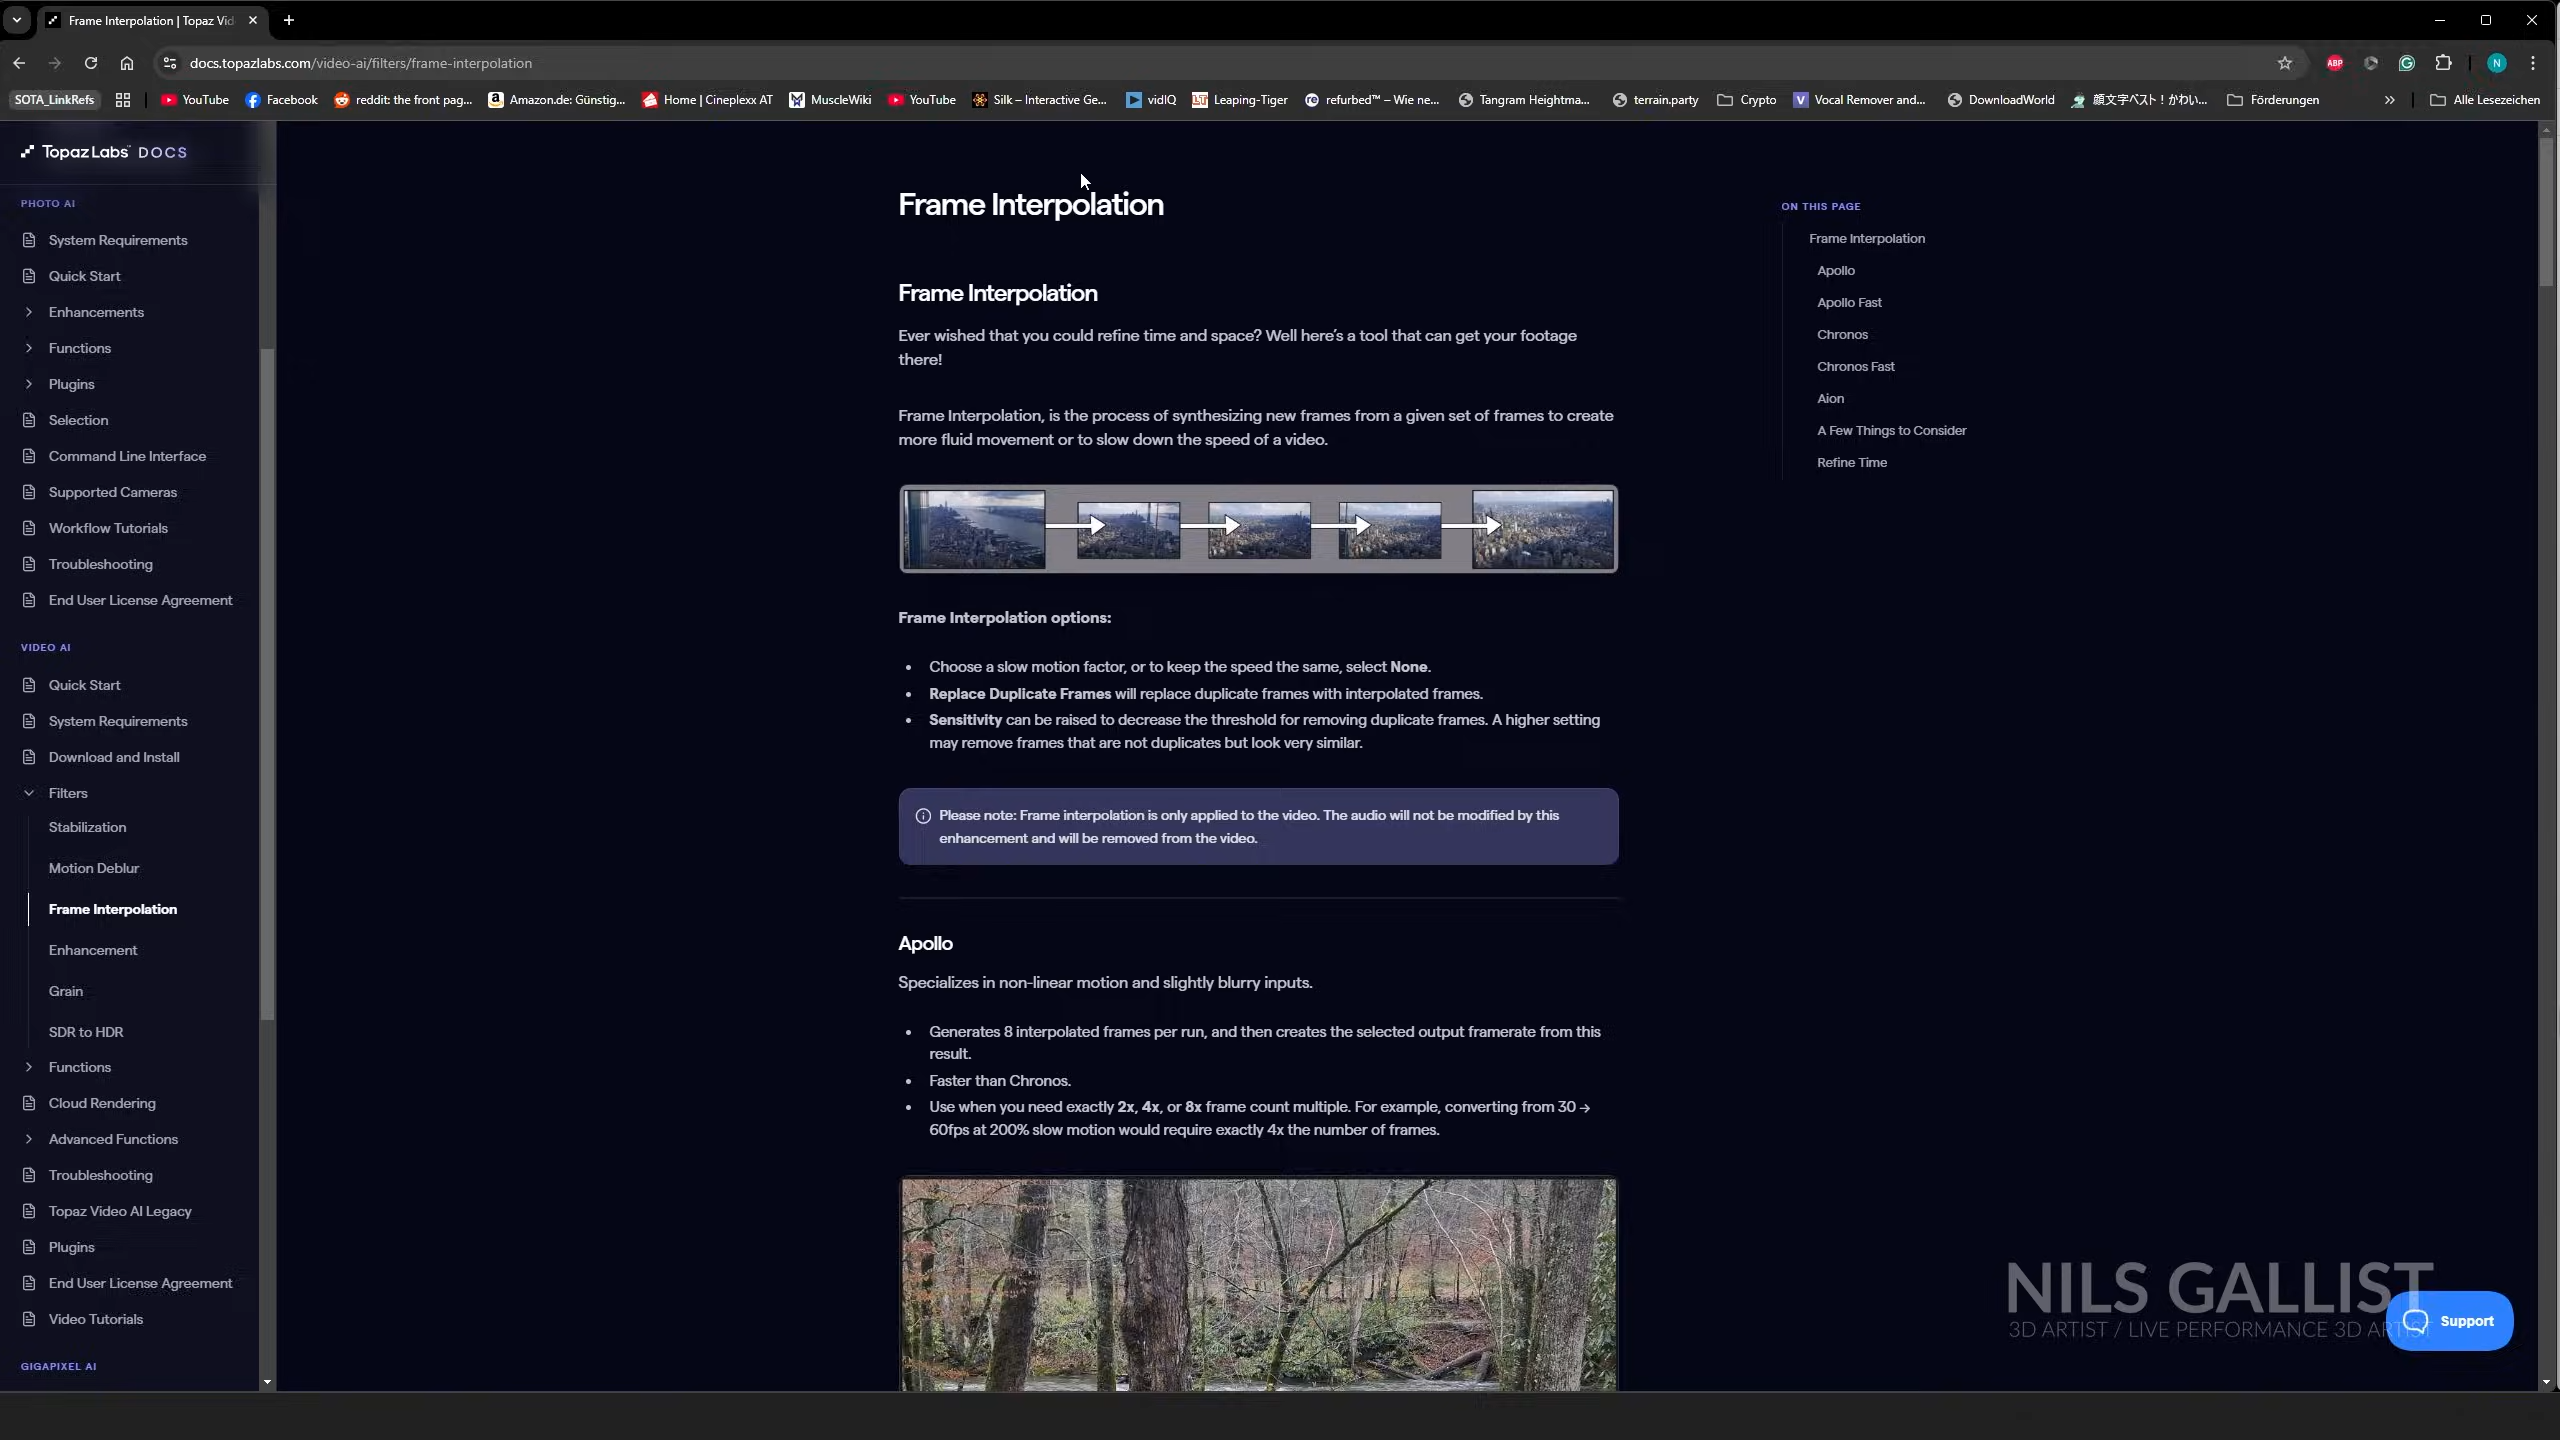 Frame Interpolation | Topaz Vid
docs.topazlabs.com/video-ai/filters/frame-interpolation
ABP
N
SOTA_LinkRefs
YouTube
Facebook
reddit: the front pag...
Amazon.de: Günstig...
Home | Cineplexx AT
MuscleWiki
YouTube
Silk – Interactive Ge...
vidIQ
LT Leaping-Tiger
re refurbed™ – Wie ne...
Tangram Heightma...
terrain.party
Crypto
V Vocal Remover and...
DownloadWorld
顔文字ベスト！かわい...
Förderungen
Alle Lesezeichen
Topaz Labs™ DOCS
PHOTO AI
System Requirements
Quick Start
Enhancements
Functions
Plugins
Selection
Command Line Interface
Supported Cameras
Workflow Tutorials
Troubleshooting
End User License Agreement
VIDEO AI
Quick Start
System Requirements
Download and Install
Filters
Stabilization
Motion Deblur
Frame Interpolation
Enhancement
Grain
SDR to HDR
Functions
Cloud Rendering
Advanced Functions
Troubleshooting
Topaz Video AI Legacy
Plugins
End User License Agreement
Video Tutorials
GIGAPIXEL AI
Frame Interpolation
Frame Interpolation
Ever wished that you could refine time and space? Well here's a tool that can get your footage
there!
Frame Interpolation, is the process of synthesizing new frames from a given set of frames to create
more fluid movement or to slow down the speed of a video.
Frame Interpolation options:
• Choose a slow motion factor, or to keep the speed the same, select None.
• Replace Duplicate Frames will replace duplicate frames with interpolated frames.
• Sensitivity can be raised to decrease the threshold for removing duplicate frames. A higher setting
may remove frames that are not duplicates but look very similar.
Please note: Frame interpolation is only applied to the video. The audio will not be modified by this
enhancement and will be removed from the video.
Apollo
Specializes in non-linear motion and slightly blurry inputs.
• Generates 8 interpolated frames per run, and then creates the selected output framerate from this
result.
• Faster than Chronos.
• Use when you need exactly 2x, 4x, or 8x frame count multiple. For example, converting from 30 →
60fps at 200% slow motion would require exactly 4x the number of frames.
ON THIS PAGE
Frame Interpolation
Apollo
Apollo Fast
Chronos
Chronos Fast
Aion
A Few Things to Consider
Refine Time
NILS GALLIST
3D ARTIST / LIVE PERFORMANCE 3D ARTIST
Support